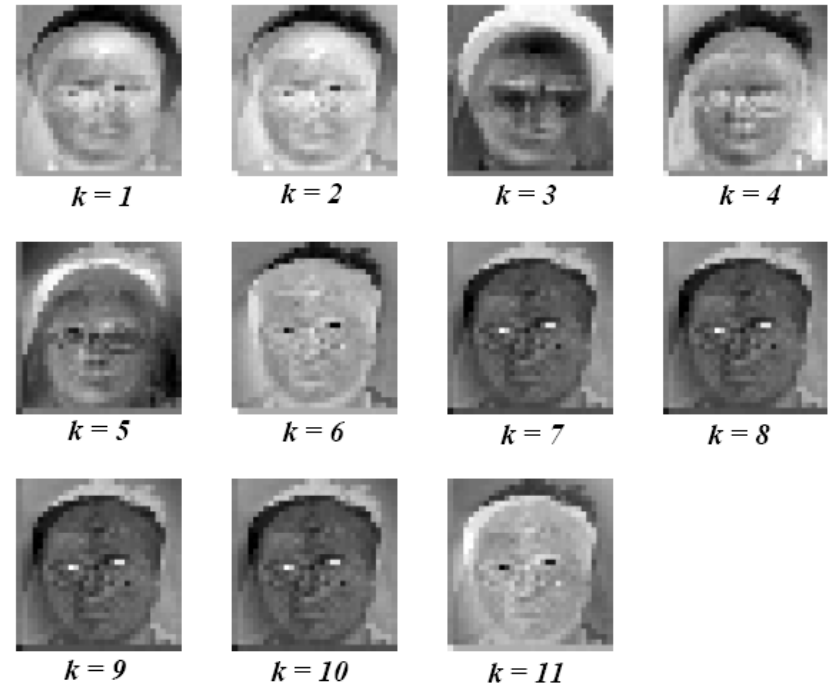 k = 1
k = 2
k = 3
k = 4
k = 5
k = 6
k = 7
k = 8
k = 9
k = 10
k = 11